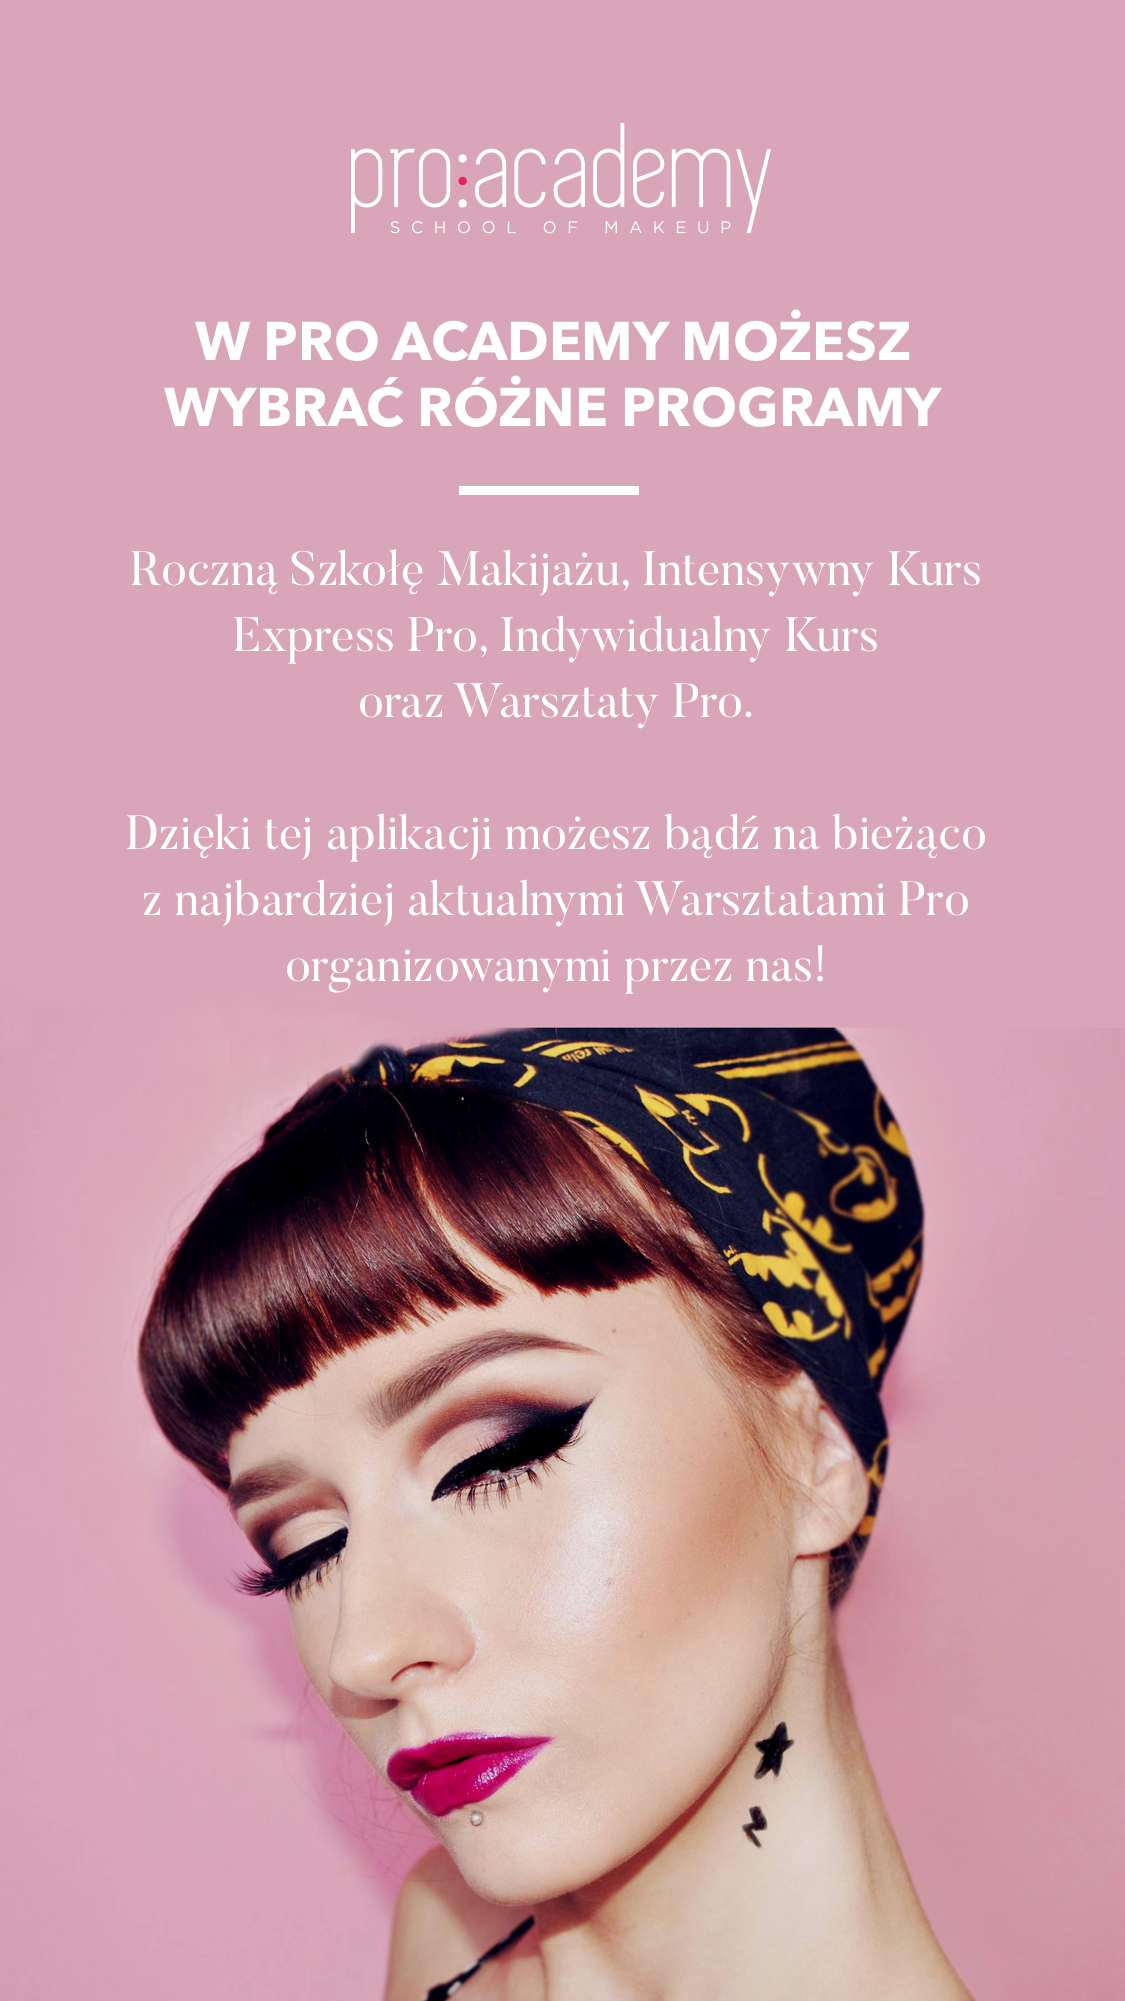 pro:academy
SCHOOL OF MAKEUP
W PRO ACADEMY MOŻESZ
WYBRAĆ RÓŻNE PROGRAMY
Roczną Szkołę Makijażu, Intensywny Kurs
Express Pro, Indywidualny Kurs
oraz Warsztaty Pro.
Dzięki tej aplikacji możesz bądź na bieżąco
z najbardziej aktualnymi Warsztatami Pro
organizowanymi przez nas!